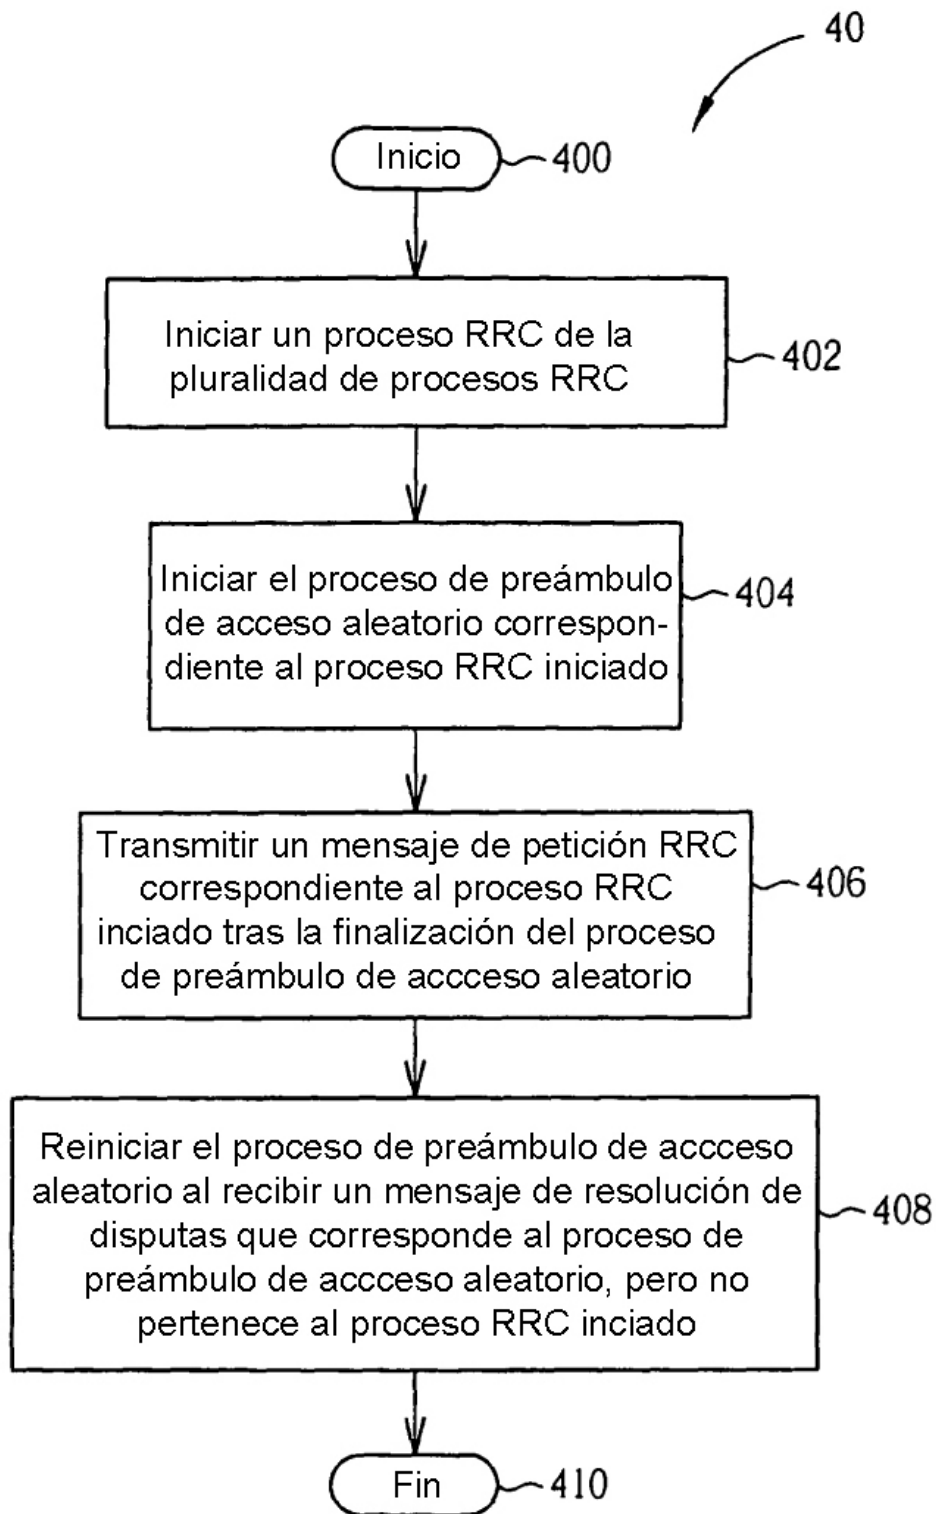 40
Inicio
400
Iniciar un proceso RRC de la
pluralidad de procesos RRC
402
Iniciar el proceso de preámbulo
de acceso aleatorio correspon-
diente al proceso RRC iniciado
404
Transmitir un mensaje de petición RRC
correspondiente al proceso RRC
inciado tras la finalización del proceso
de preámbulo de accceso aleatorio
406
Reiniciar el proceso de preámbulo de accceso
aleatorio al recibir un mensaje de resolución de
disputas que corresponde al proceso de
preámbulo de accceso aleatorio, pero no
pertenece al proceso RRC inciado
408
Fin
410